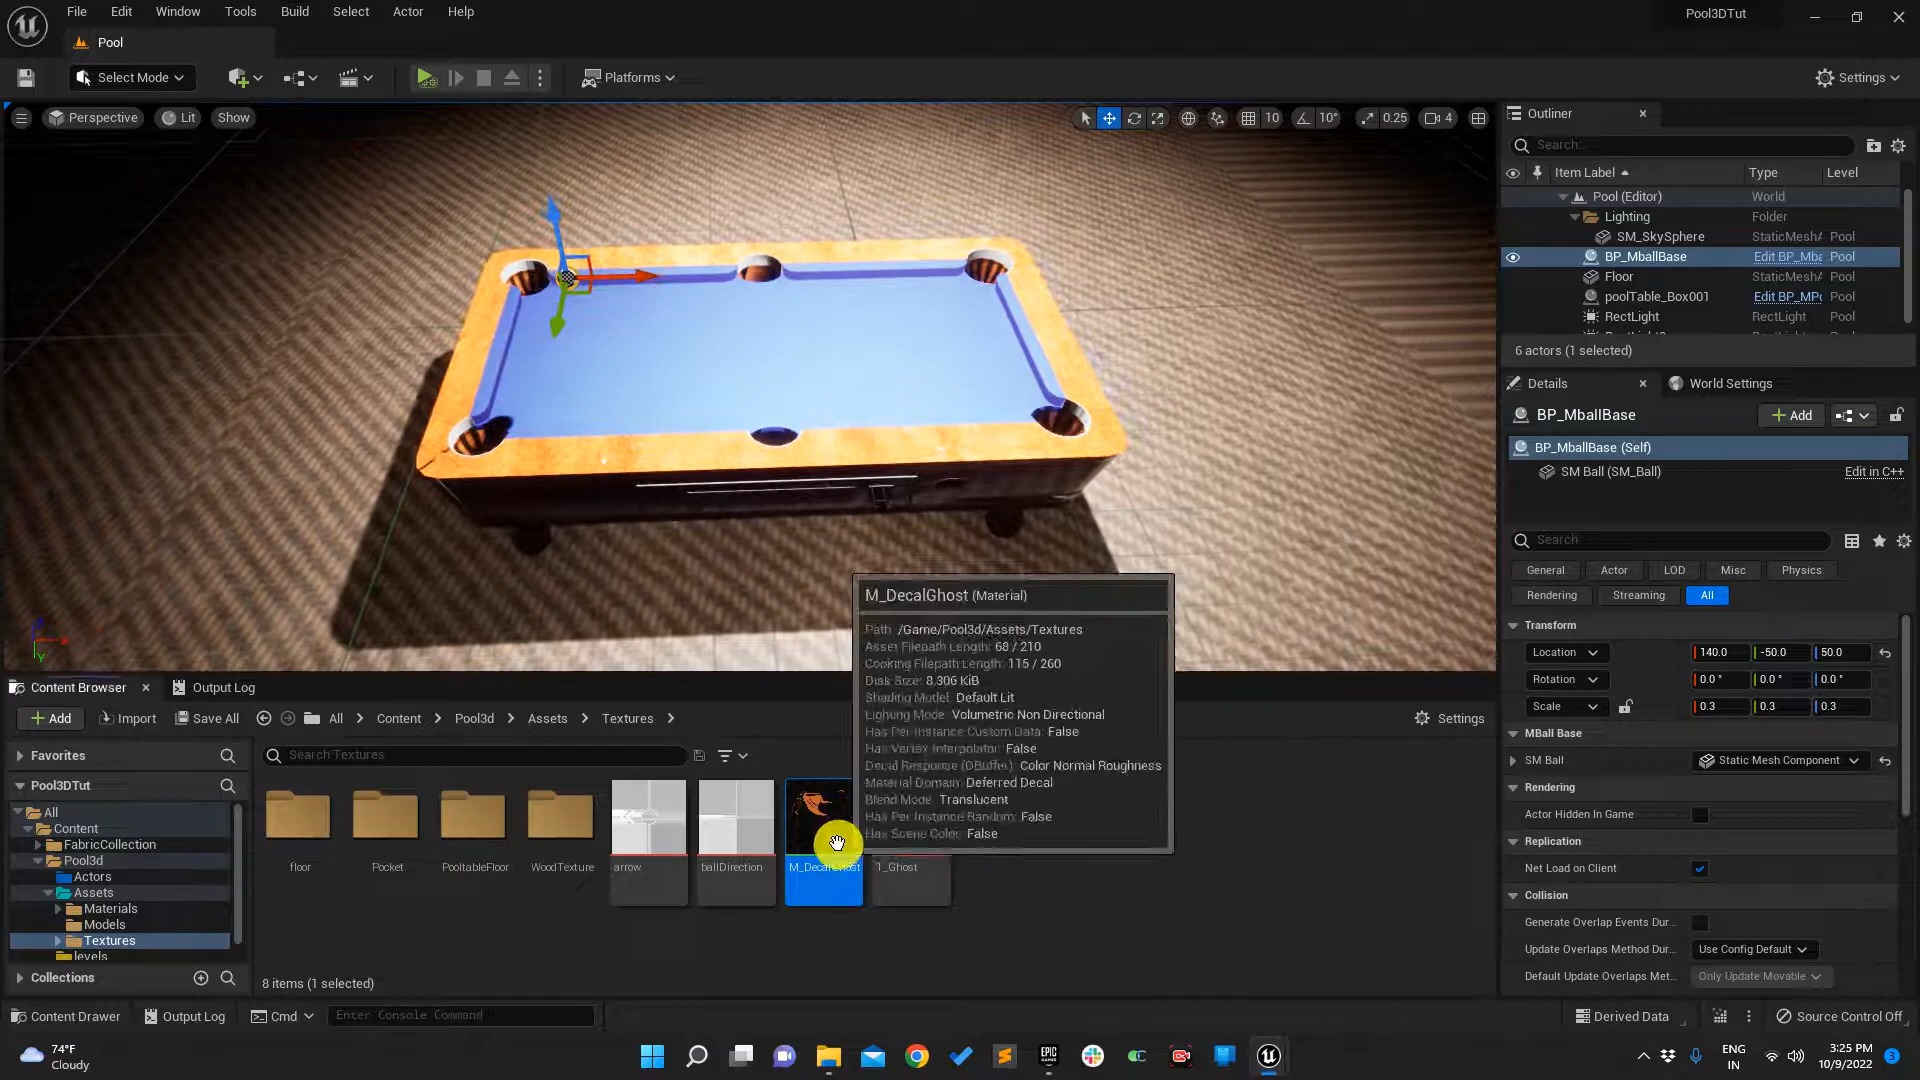 File Edit Window Tools Build Select Actor Help
Pool3DTut
Pool
Select Mode
Platforms
Settings
Perspective
Lit
Show
10
10°
0.25
4
Outliner
Search...
Item Label
Type
Level
Pool (Editor)
World
Lighting
Folder
SM_SkySphere
StaticMeshA
Pool
BP_MballBase
Edit BP_Mba
Pool
Floor
StaticMeshA
Pool
poolTable_Box001
Edit BP_MPo
Pool
RectLight
RectLight
Pool
6 actors (1 selected)
Details
World Settings
BP_MballBase
Add
BP_MballBase (Self)
SM Ball (SM_Ball)
Edit in C++
Search
General
Actor
LOD
Misc
Physics
Rendering
Streaming
All
Transform
Location
140.0
-50.0
50.0
Rotation
0.0 °
0.0 °
0.0 °
Scale
0.3
0.3
0.3
MBall Base
SM Ball
Static Mesh Component
Rendering
Actor Hidden In Game
Replication
Net Load on Client
Collision
Generate Overlap Events Dur...
Update Overlaps Method Dur...
Use Config Default
Default Update Overlaps Met...
Only Update Movable
M_DecalGhost (Material)
Path /Game/Pool3d/Assets/Textures
Asset Filepath Length: 68 / 210
Cooking Filepath Length: 115 / 260
Disk Size: 8.306 KiB
Shading Model: Default Lit
Lighting Mode: Volumetric Non Directional
Has Per Instance Custom Data: False
Has Vertex Interpolator: False
Decal Response (DBuffer): Color Normal Roughness
Material Domain: Deferred Decal
Blend Mode: Translucent
Has Per Instance Random: False
Has Scene Color: False
Content Browser
Output Log
Add
Import
Save All
All
Content
Pool3d
Assets
Textures
Settings
Favorites
Search Textures
Pool3DTut
All
Content
FabricCollection
Pool3d
Actors
Assets
Materials
Models
Textures
levels
Collections
floor
Pocket
PooltableFloor
WoodTexture
arrow
ballDirection
M_DecalGhost
T_Ghost
8 items (1 selected)
Content Drawer
Output Log
Cmd
Enter Console Command
Derived Data
Source Control Off
74°F
Cloudy
EPIC
GAMES
ENG
IN
3:25 PM
10/9/2022
3